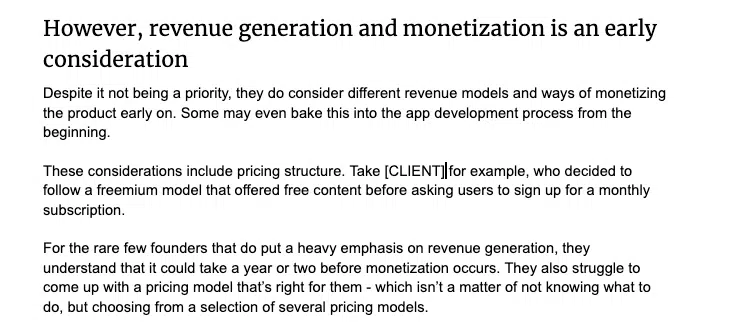 However, revenue generation and monetization is an early
consideration
Despite it not being a priority, they do consider different revenue models and ways of monetizing
the product early on. Some may even bake this into the app development process from the
beginning.
These considerations include pricing structure. Take [CLIENT] for example, who decided to
follow a freemium model that offered free content before asking users to sign up for a monthly
subscription.
For the rare few founders that do put a heavy emphasis on revenue generation, they
understand that it could take a year or two before monetization occurs. They also struggle to
come up with a pricing model that's right for them - which isn't a matter of not knowing what to
do, but choosing from a selection of several pricing models.